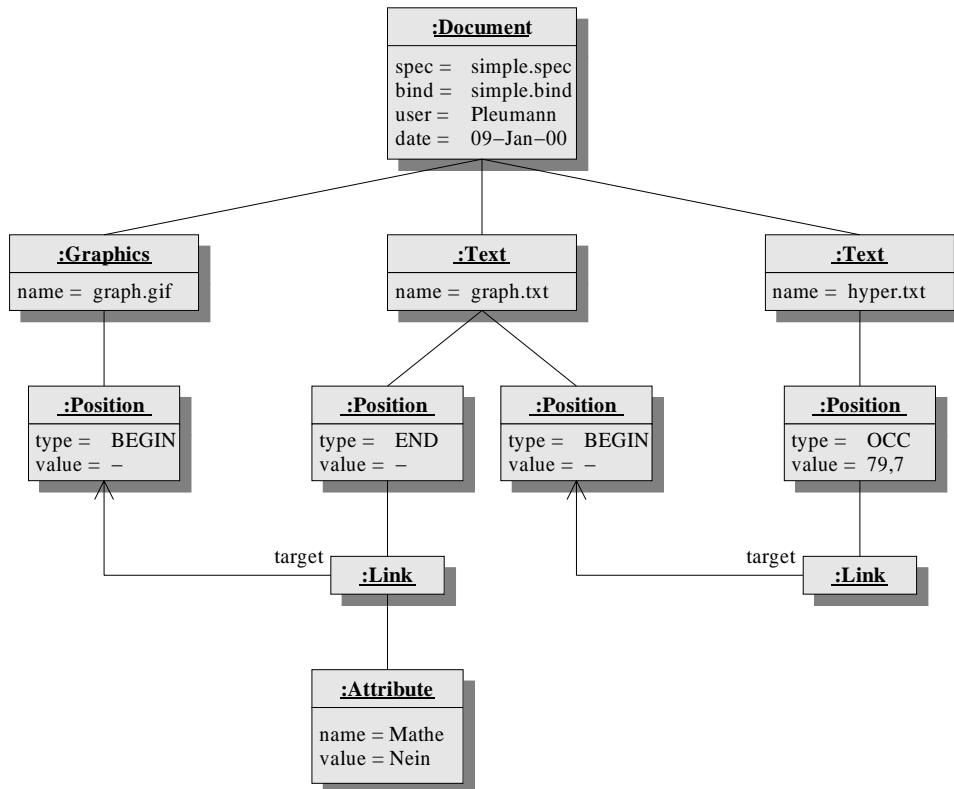 :Document
spec = simple.spec
bind = simple.bind
user = Pleumann
date = 09−Jan−00
:Graphics
name = graph.gif
:Text
name = graph.txt
:Text
name = hyper.txt
:Position
type = BEGIN
value = −
:Position
type = END
value = −
:Position
type = BEGIN
value = −
:Position
type = OCC
value = 79,7
target
:Link
target
:Link
:Attribute
name = Mathe
value = Nein